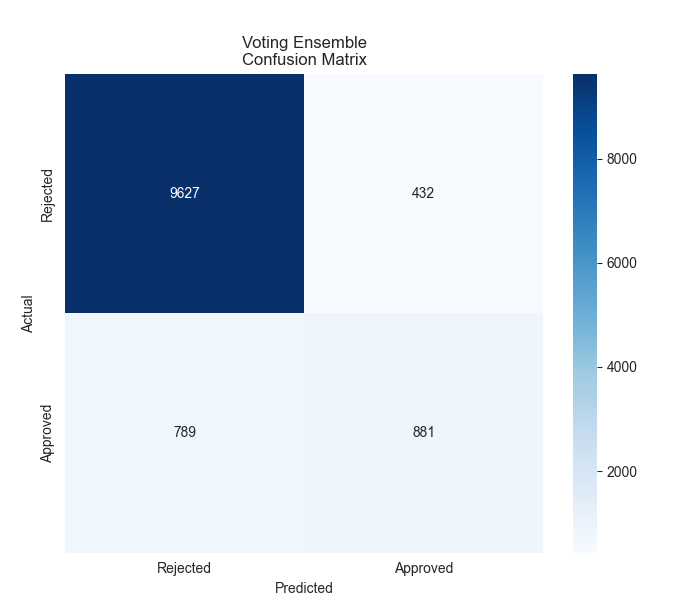 Voting Ensemble
Confusion Matrix
Rejected
9627
432
8000
6000
Actual
4000
Approved
789
881
2000
Rejected
Approved
Predicted